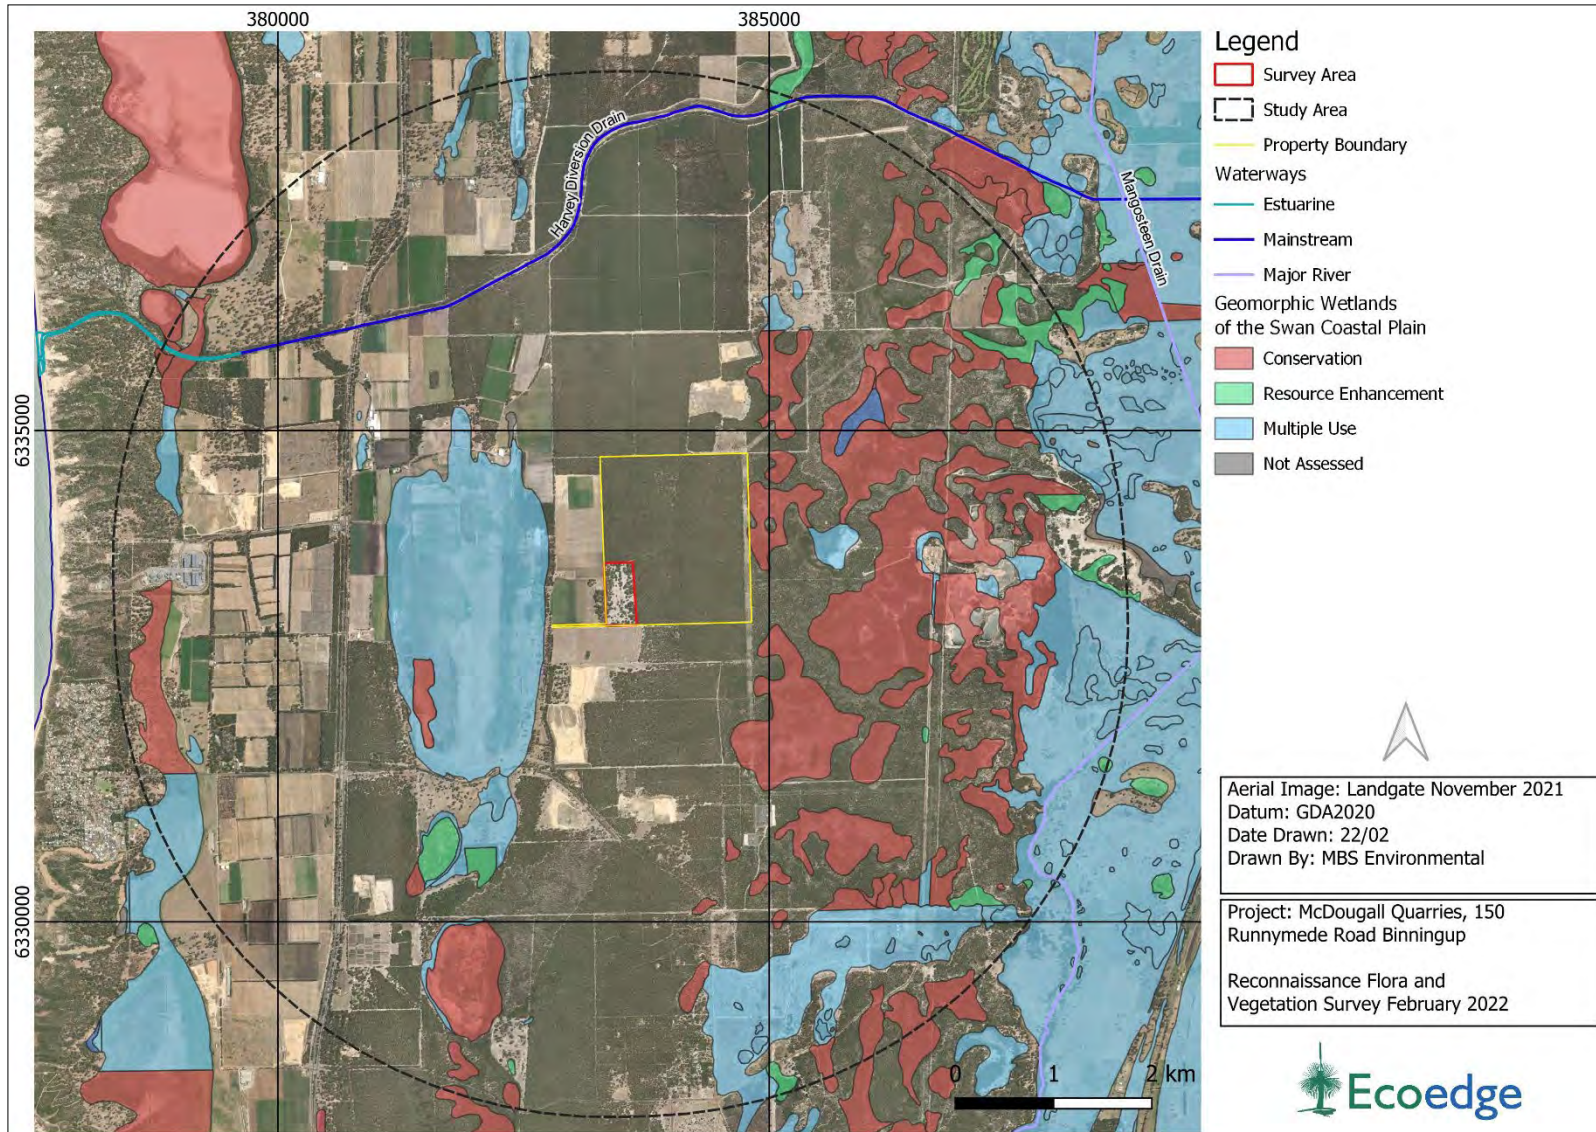 380000
385000
6335000
6330000
Harvey Diversion Drain
Mangosteen Drain
0 1 2 km
Legend
Survey Area
Study Area
Property Boundary
Waterways
Estuarine
Mainstream
Major River
Geomorphic Wetlands
of the Swan Coastal Plain
Conservation
Resource Enhancement
Multiple Use
Not Assessed
Aerial Image: Landgate November 2021
Datum: GDA2020
Date Drawn: 22/02
Drawn By: MBS Environmental
Project: McDougall Quarries, 150
Runnymede Road Binningup
Reconnaissance Flora and
Vegetation Survey February 2022
Ecoedge